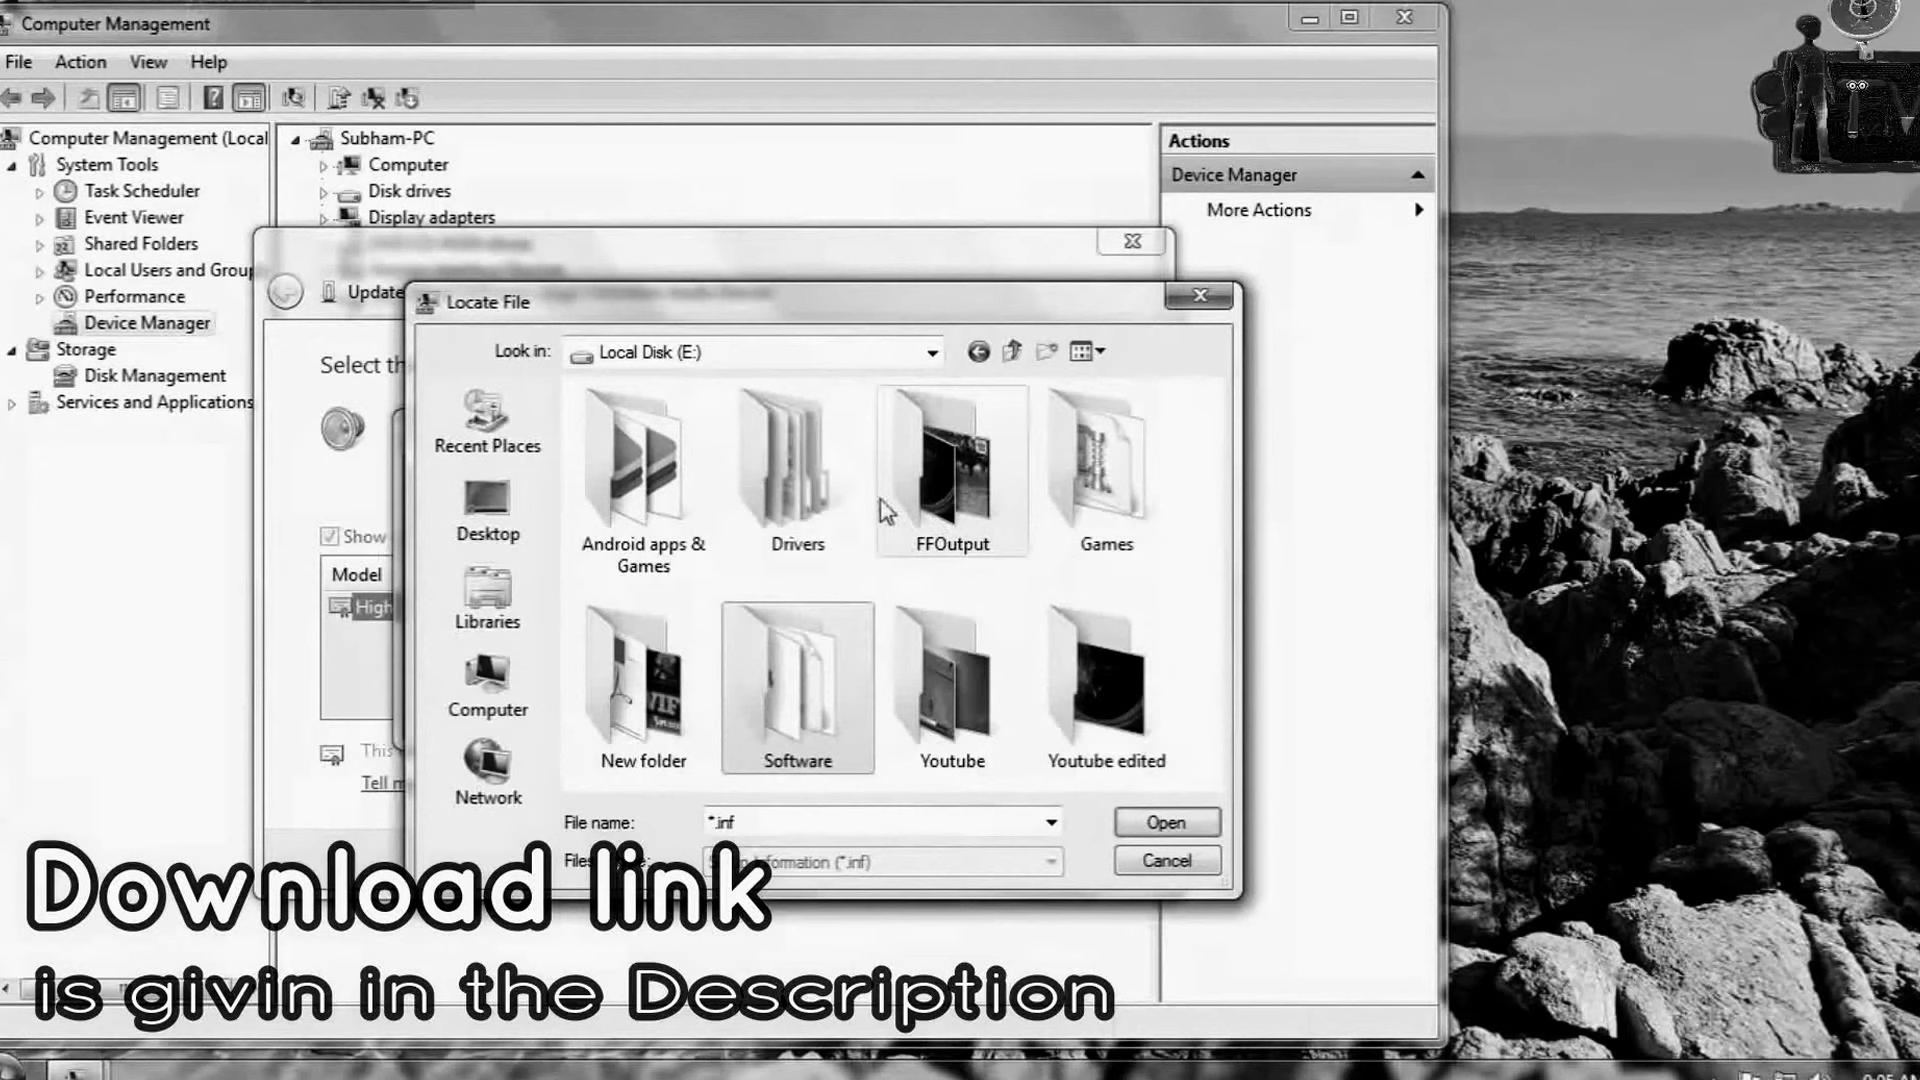 Computer Management
File Action View Help
Computer Management (Local
System Tools
Task Scheduler
Event Viewer
Shared Folders
Local Users and Group
Performance
Device Manager
Storage
Disk Management
Services and Applications
Subham-PC
Computer
Disk drives
Display adapters
Actions
Device Manager
More Actions
Update
Select th
Show
Model
High
This
Tell m
Locate File
Look in: Local Disk (E:)
Recent Places
Desktop
Libraries
Computer
Network
Android apps & Games
Drivers
FFOutput
Games
New folder
Software
Youtube
Youtube edited
File name: *.inf
Open
Information (*.inf)
Cancel
Download link
is givin in the Description